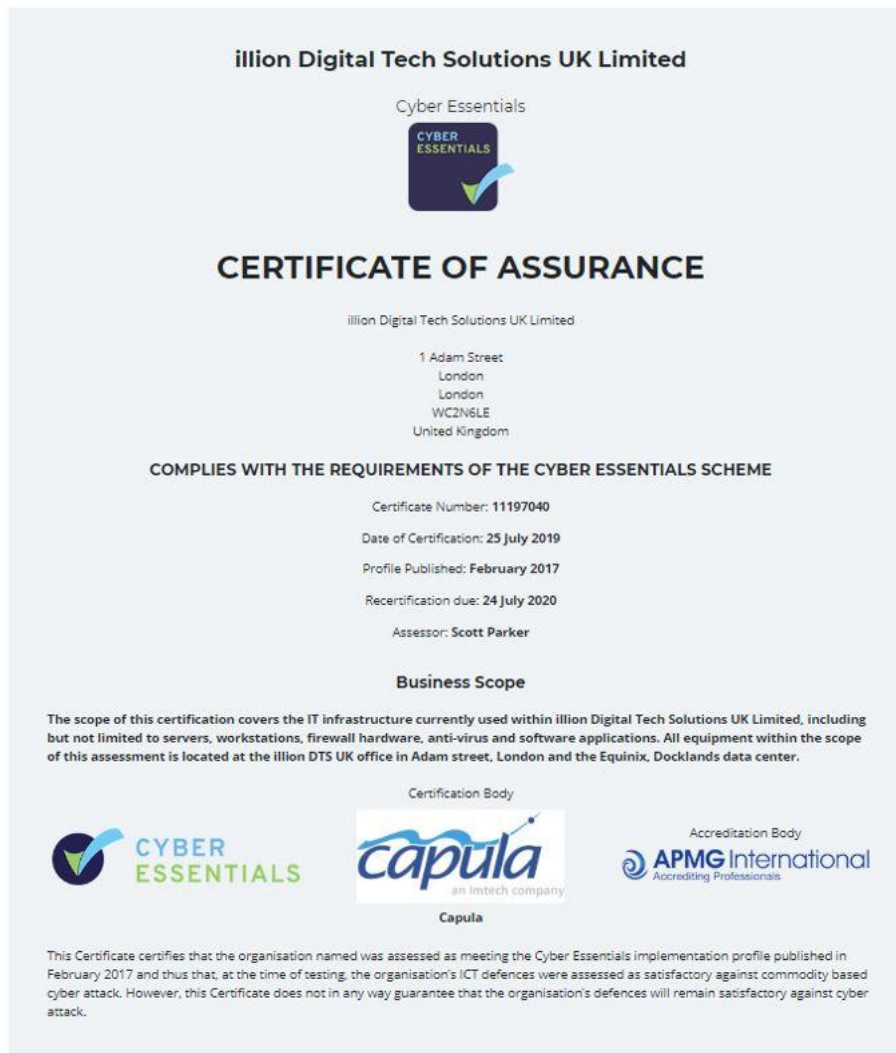 illion Digital Tech Solutions UK Limited
Cyber Essentials
CYBER
ESSENTIALS
CERTIFICATE OF ASSURANCE
illion Digital Tech Solutions UK Limited
1 Adam Street
London
London
WC2N6LE
United Kingdom
COMPLIES WITH THE REQUIREMENTS OF THE CYBER ESSENTIALS SCHEME
Certificate Number: 11197040
Date of Certification: 25 July 2019
Profile Published: February 2017
Recertification due: 24 July 2020
Assessor: Scott Parker
Business Scope
The scope of this certification covers the IT infrastructure currently used within illion Digital Tech Solutions UK Limited, including
but not limited to servers, workstations, firewall hardware, anti-virus and software applications. All equipment within the scope
of this assessment is located at the illion DTS UK office in Adam street, London and the Equinix, Docklands data center.
CYBER
ESSENTIALS
Certification Body
capula
an Imtech company
Capula
Accreditation Body
APMG International
Accrediting Professionals
This Certificate certifies that the organisation named was assessed as meeting the Cyber Essentials implementation profile published in
February 2017 and thus that, at the time of testing, the organisation's ICT defences were assessed as satisfactory against commodity based
cyber attack. However, this Certificate does not in any way guarantee that the organisation's defences will remain satisfactory against cyber
attack.